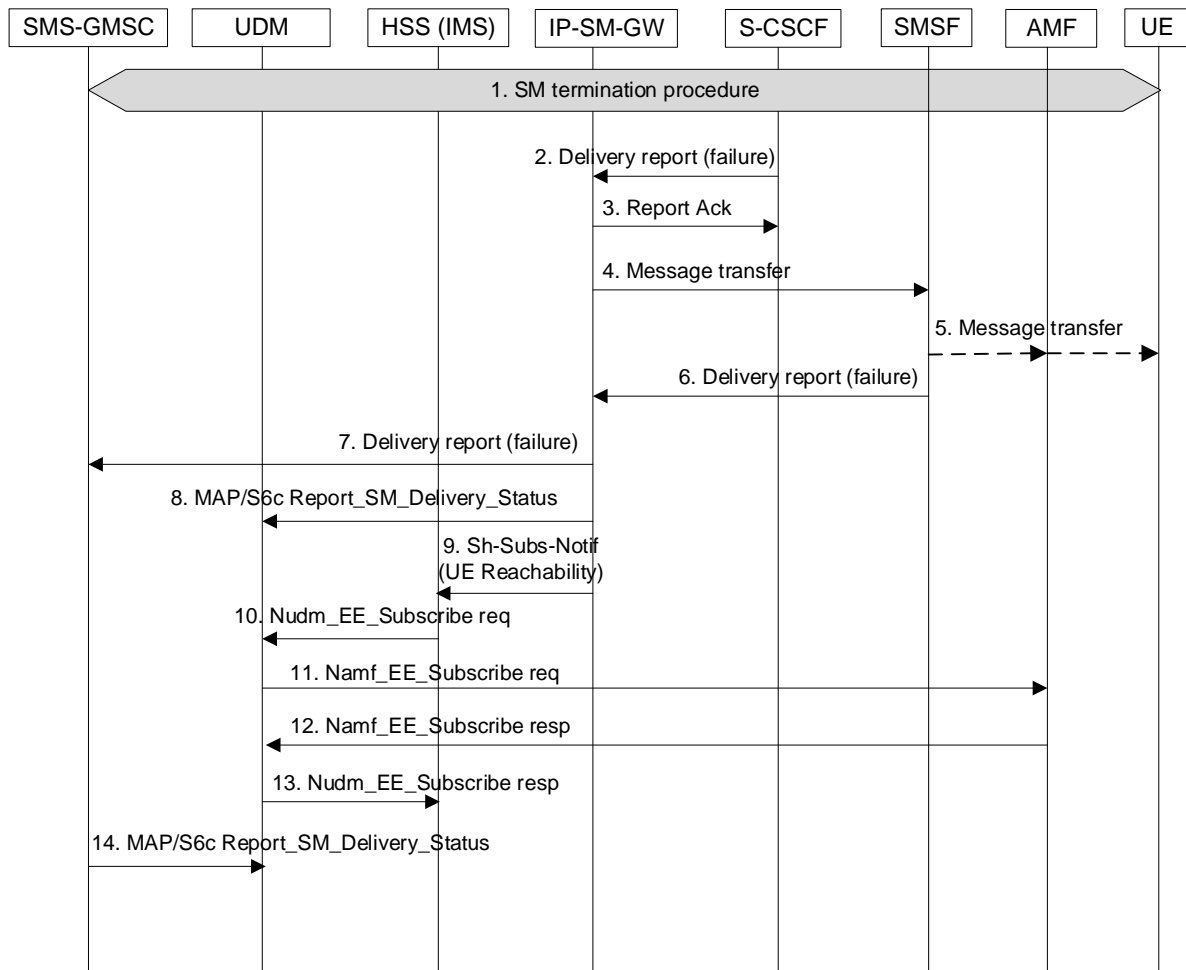 SMS-GMSC UDM HSS (IMS) IP-SM-GW S-CSCF SMSF AMF UE
1. SM termination procedure
2. Delivery report (failure)
3. Report Ack
4. Message transfer
5. Message transfer
6. Delivery report (failure)
7. Delivery report (failure)
8. MAP/S6c Report_SM_Delivery_Status
9. Sh-Subs-Notif
(UE Reachability)
10. Nudm_EE_Subscribe req
11. Namf_EE_Subscribe req
12. Namf_EE_Subscribe resp
13. Nudm_EE_Subscribe resp
14. MAP/S6c Report_SM_Delivery_Status